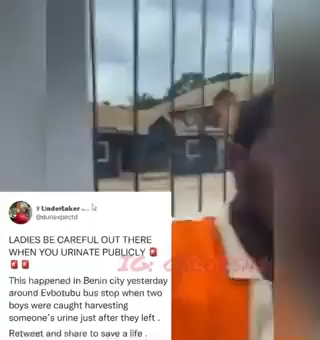 Undertaker
@dunexpectd
LADIES BE CAREFUL OUT THERE
WHEN YOU URINATE PUBLICLY 🚨
🚨🚨
This happened in Benin city yesterday
around Evbotubu bus stop when two
boys were caught harvesting
someone's urine just after they left .
Retweet and share to save a life .
IG: